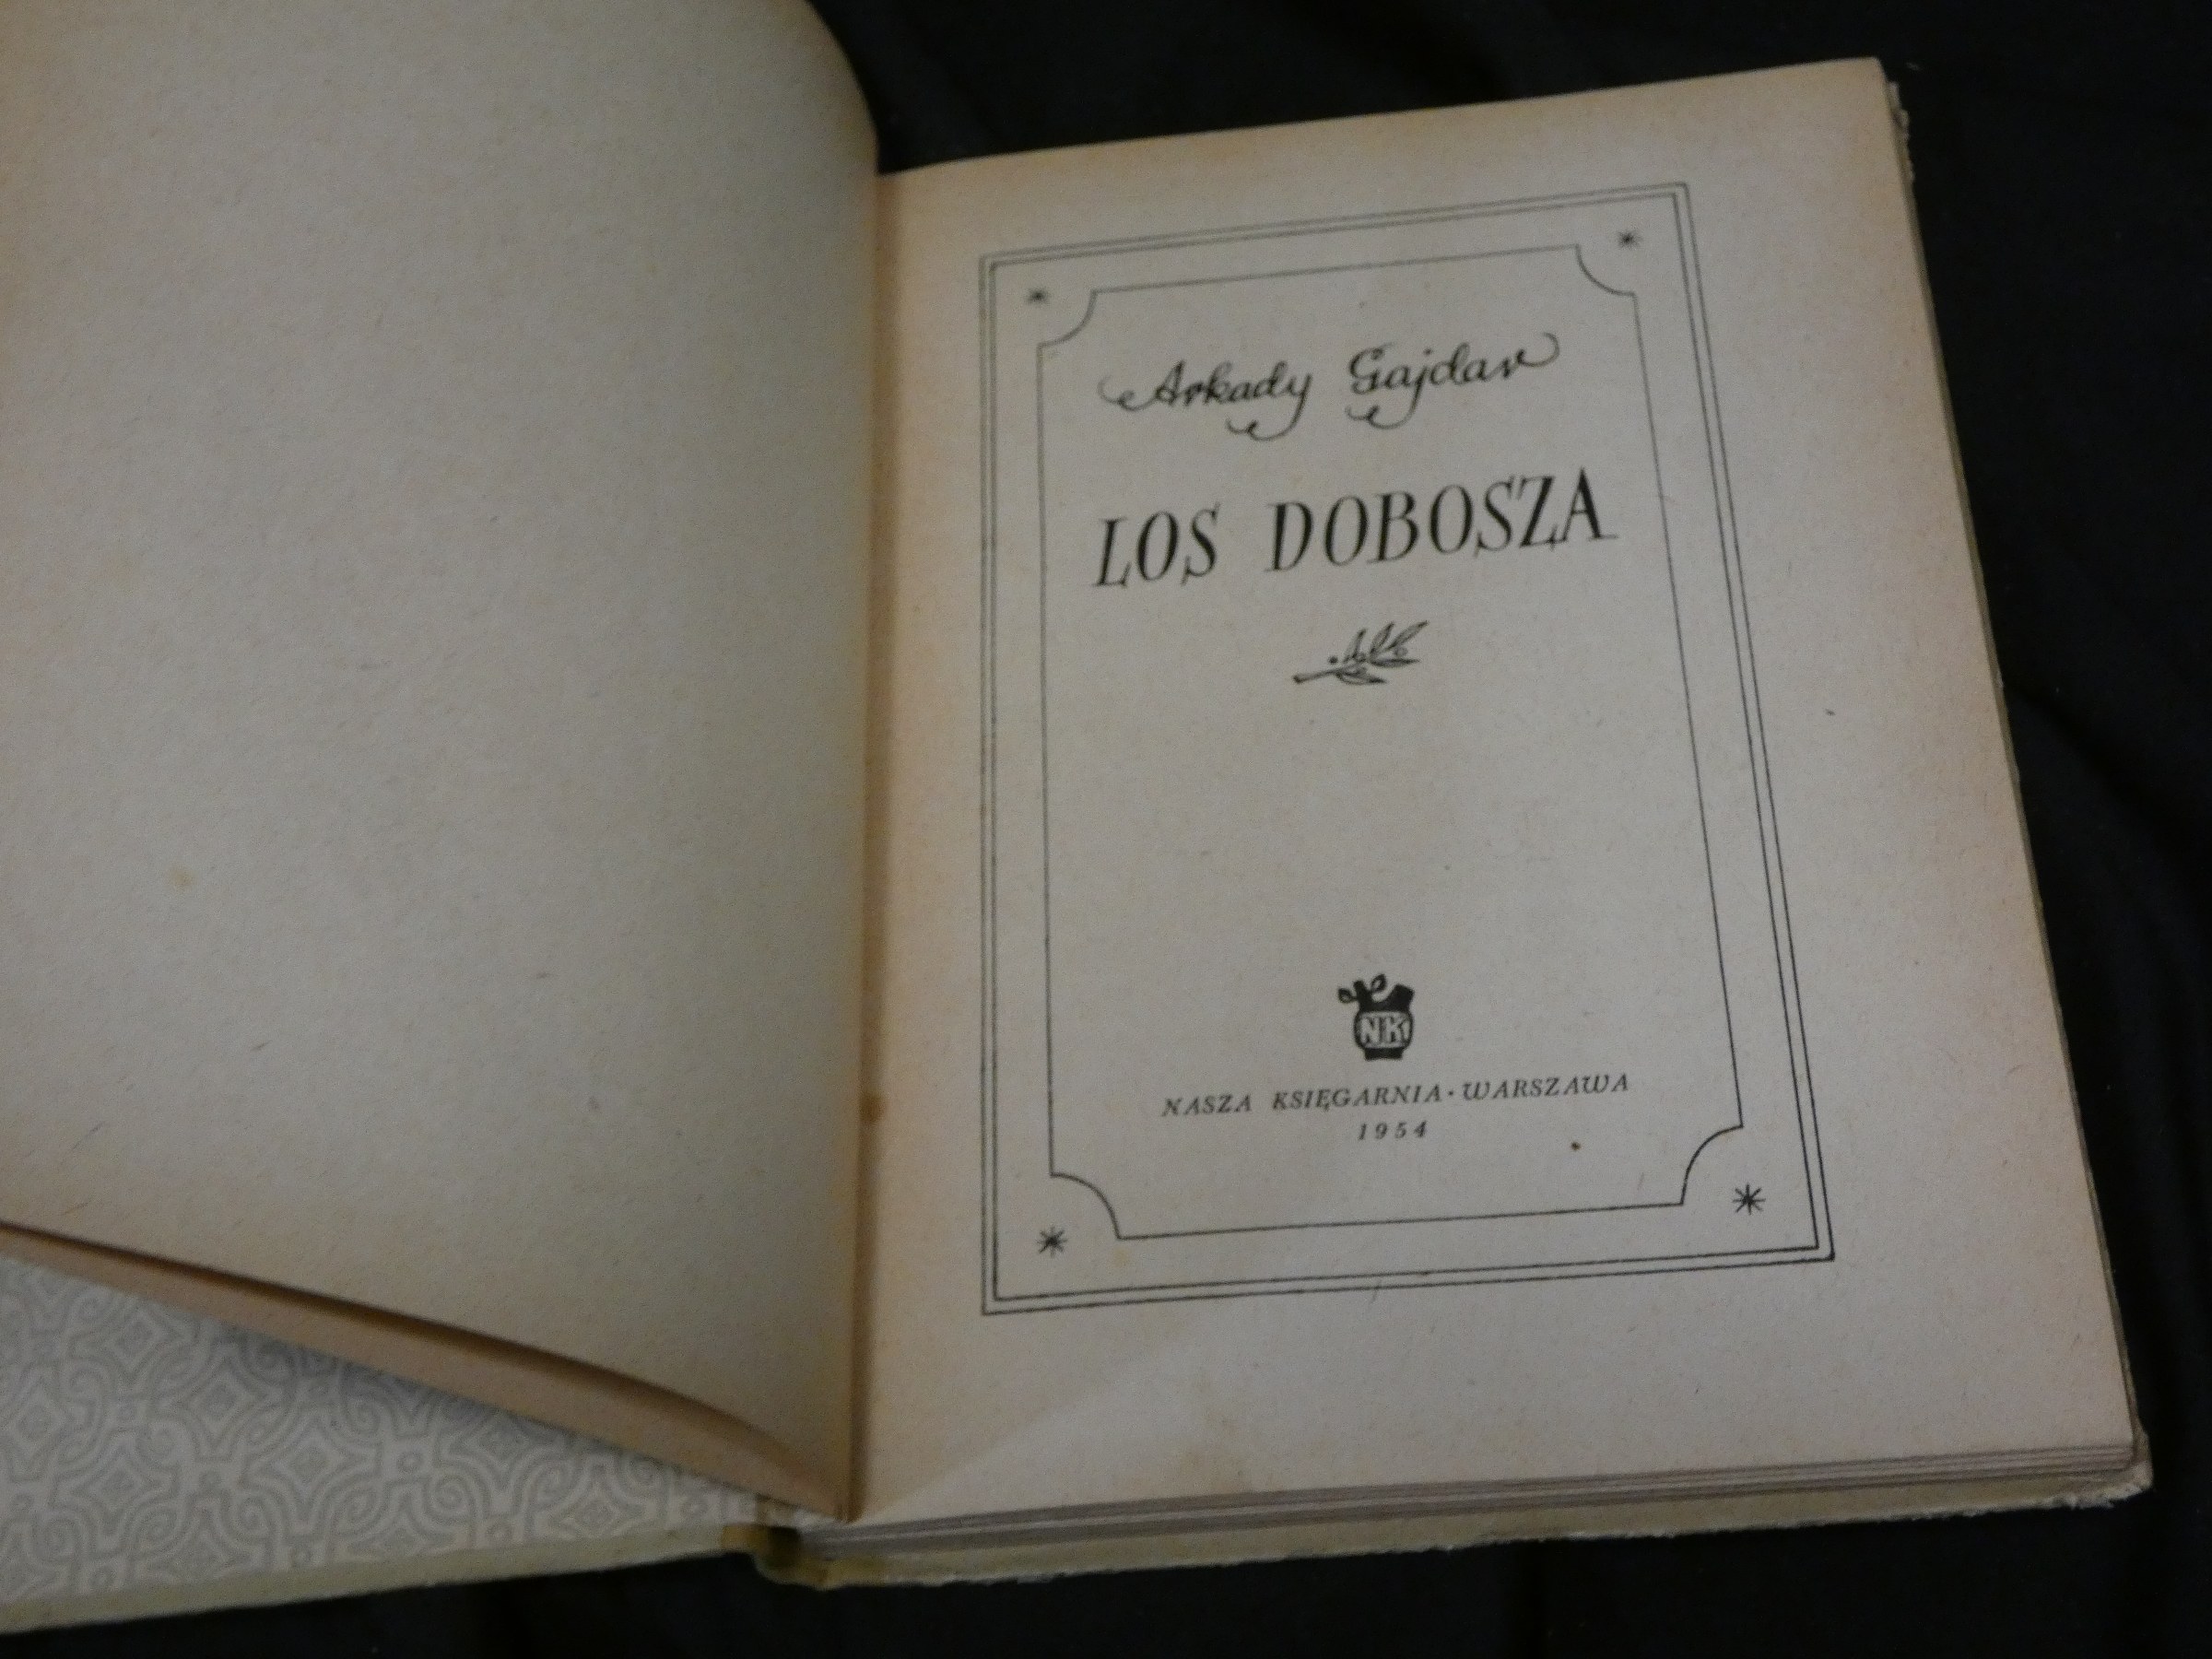 Arkady Gajdar
LOS DOBOSZA
NK
NASZA KSIĘGARNIA · WARSZAWA
1954